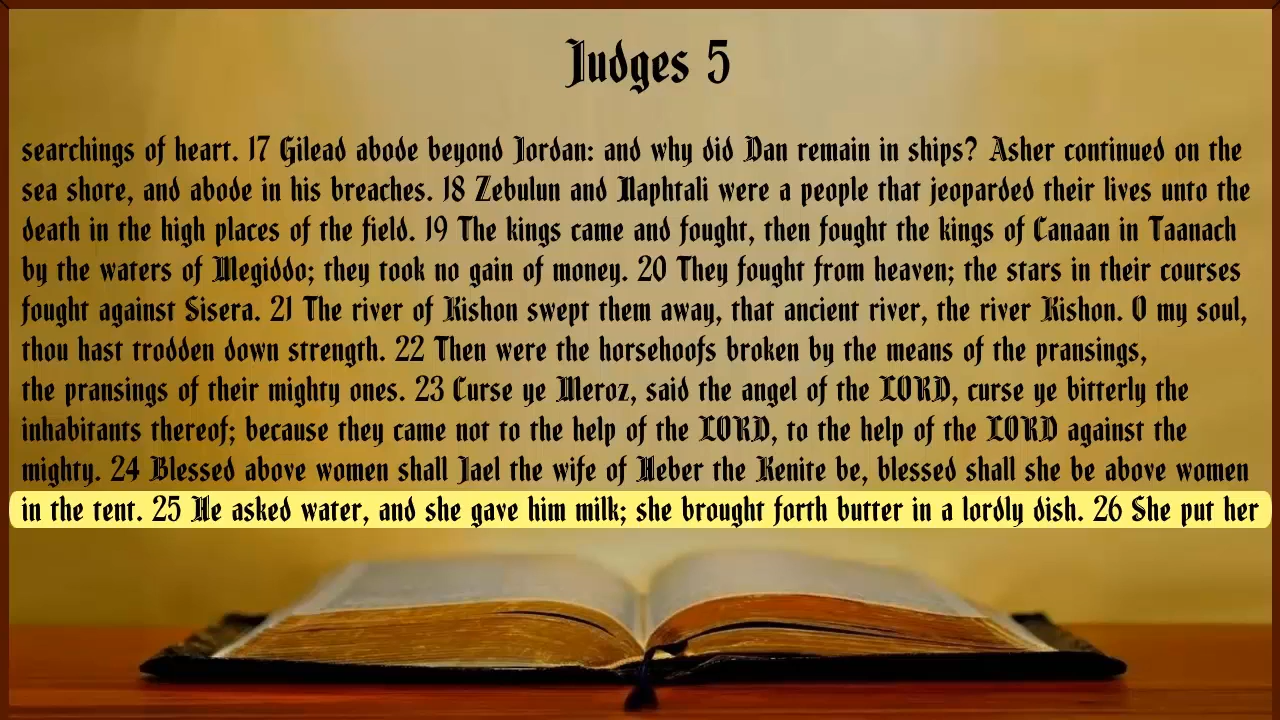 Judges 5
searchings of heart. 17 Gilead abode beyond Jordan: and why did Dan remain in ships? Asher continued on the
sea shore, and abode in his breaches. 18 Zebulun and Naphtali were a people that jeoparded their lives unto the
death in the high places of the field. 19 The kings came and fought, then fought the kings of Canaan in Taanach
by the waters of Megiddo; they took no gain of money. 20 They fought from heaven; the stars in their courses
fought against Sisera. 21 The river of Kishon swept them away, that ancient river, the river Kishon. O my soul,
thou hast trodden down strength. 22 Then were the horsehoofs broken by the means of the pransings,
the pransings of their mighty ones. 23 Curse ye Meroz, said the angel of the LORD, curse ye bitterly the
inhabitants thereof; because they came not to the help of the LORD, to the help of the LORD against the
mighty. 24 Blessed above women shall Jael the wife of Heber the Kenite be, blessed shall she be above women
in the tent. 25 He asked water, and she gave him milk; she brought forth butter in a lordly dish. 26 She put her